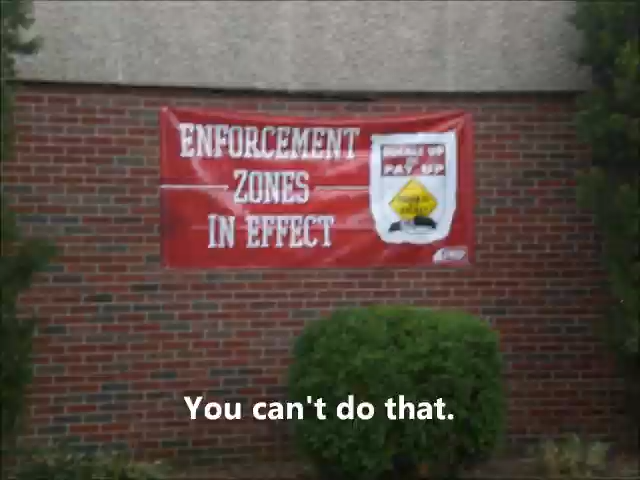 ENFORCEMENT
ZONES
IN EFFECT
BUCKLE UP
OR
PAY UP
You can't do that.